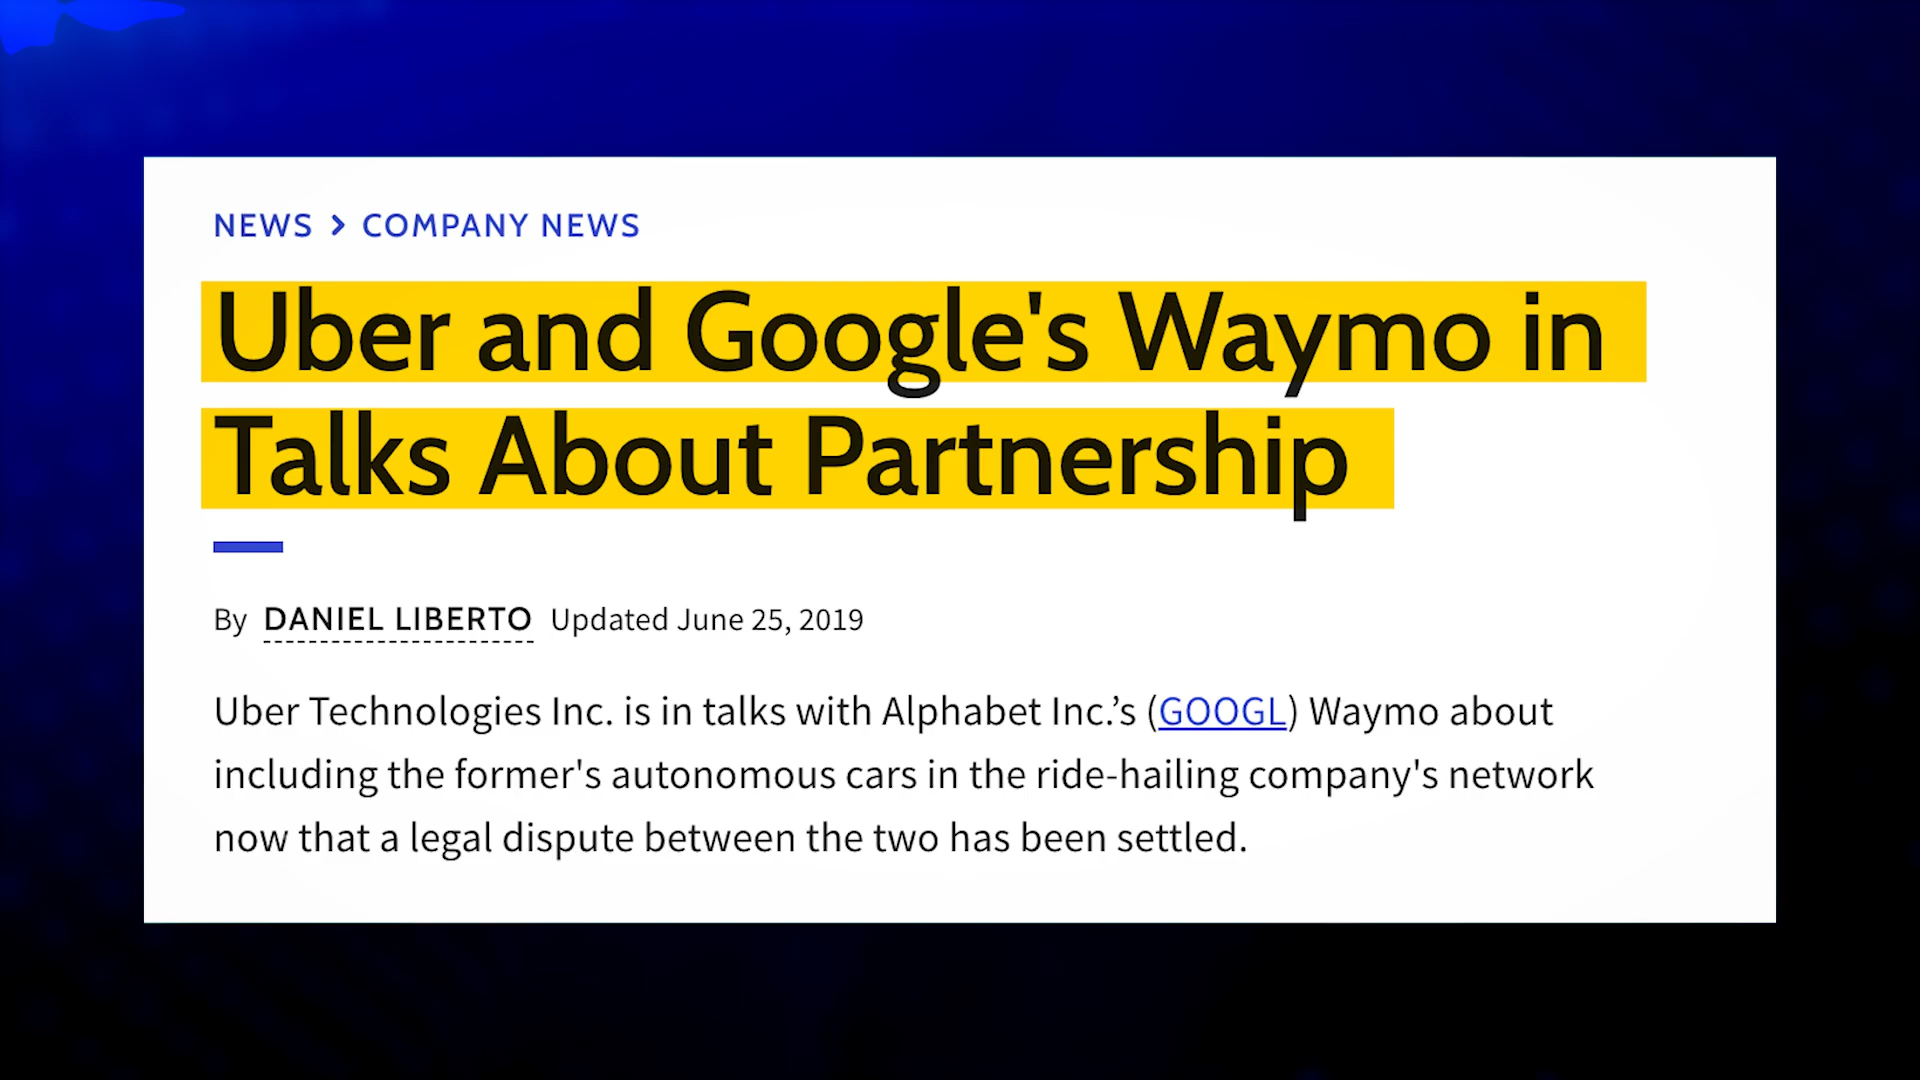 NEWS > COMPANY NEWS
Uber and Google's Waymo in
Talks About Partnership
By DANIEL LIBERTO Updated June 25, 2019
Uber Technologies Inc. is in talks with Alphabet Inc.’s (GOOGL) Waymo about
including the former's autonomous cars in the ride-hailing company's network
now that a legal dispute between the two has been settled.